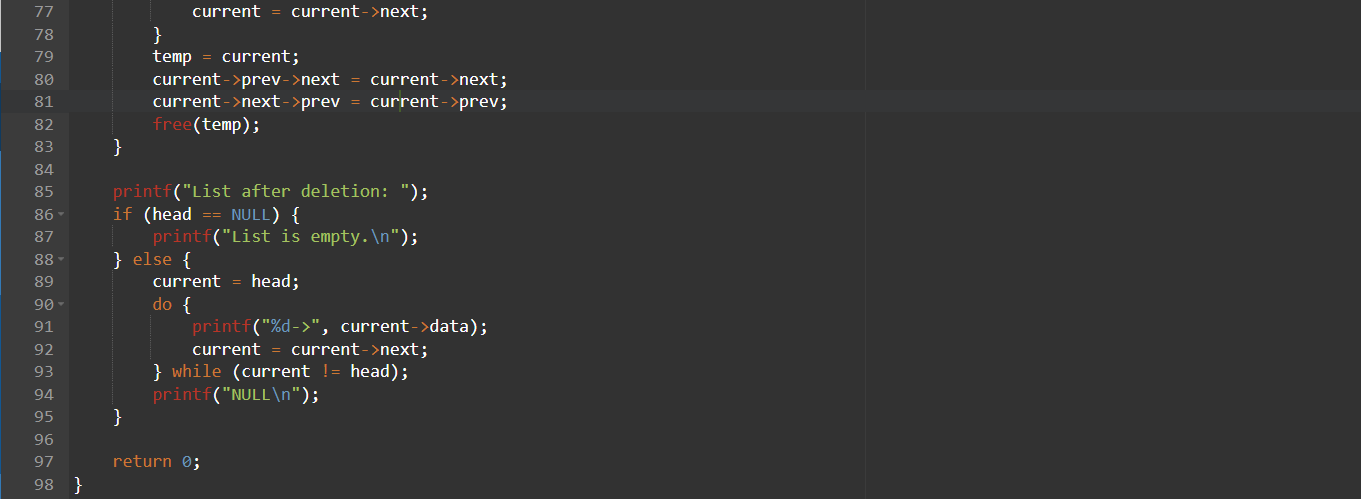 77 current = current->next;
78 }
79 temp = current;
80 current->prev->next = current->next;
81 current->next->prev = current->prev;
82 free(temp);
83 }
84
85 printf("List after deletion: ");
86 if (head == NULL) {
87 printf("List is empty.\n");
88 } else {
89 current = head;
90 do {
91 printf("%d->", current->data);
92 current = current->next;
93 } while (current != head);
94 printf("NULL\n");
95 }
96
97 return 0;
98 }